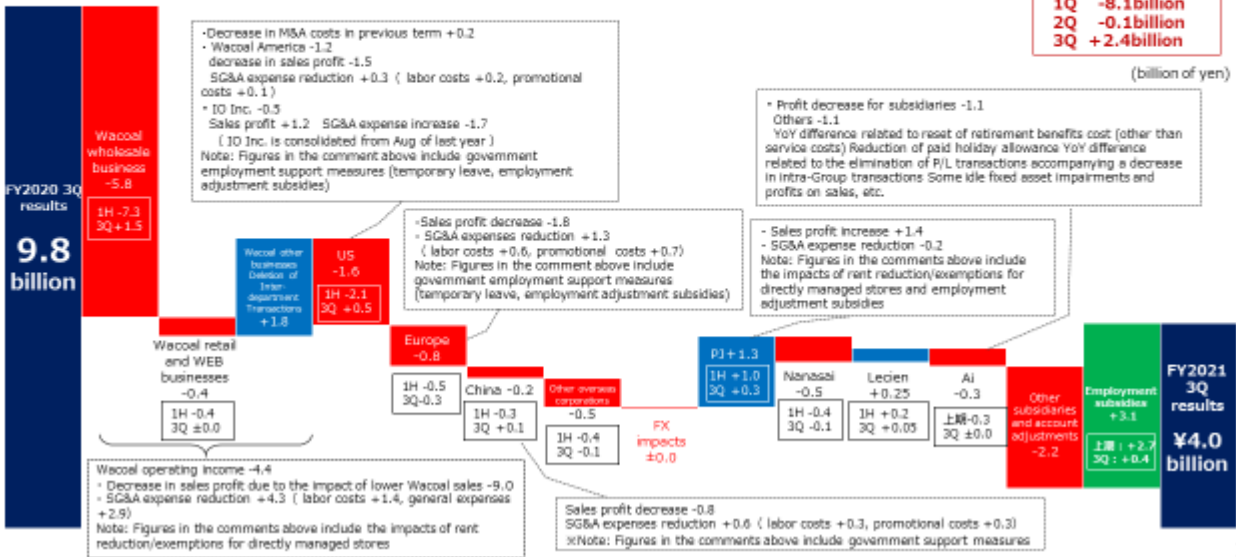 1Q -8.1billion
2Q -0.1billion
3Q +2.4billion
(billion of yen)
-Decrease in M&A costs in previous term +0.2
・Wacoal America -1.2
decrease in sales profit -1.5
SG&A expense reduction +0.3 ( labor costs +0.2, promotional
costs +0.1)
・IO Inc. -0.5
Sales profit +1.2 SG&A expense increase -1.7
( IO Inc. is consolidated from Aug of last year )
Note: Figures in the comment above include government
employment support measures (temporary leave, employment
adjustment subsidies)
・Profit decrease for subsidiaries -1.1
Others -1.1
YoY difference related to reset of retirement benefits cost (other than
service costs) Reduction of paid holiday allowance YoY difference
related to the elimination of P/L transactions accompanying a decrease
in intra-Group transactions Some idle fixed asset impairments and
profits on sales, etc.
-Sales profit decrease -1.8
- SG&A expenses reduction +1.3
( labor costs +0.6, promotional costs +0.7)
Note: Figures in the comment above include
government employment support measures
(temporary leave, employment adjustment subsidies)
- Sales profit increase +1.4
- SG&A expense reduction -0.2
Note: Figures in the comments above include
the impacts of rent reduction/exemptions for
directly managed stores and employment
adjustment subsidies
FY2020 3Q
results
9.8
billion
Wacoal
wholesale
business
-5.8
1H -7.3
3Q+1.5
Wacoal retail
and WEB
businesses
-0.4
1H -0.4
3Q ±0.0
Wacoal other
businesses
Deletion of
Inter-
department
Transactions
+1.8
US
-1.6
1H -2.1
3Q +0.5
Europe
-0.8
1H -0.5
3Q-0.3
China -0.2
1H -0.3
3Q +0.1
Other overseas
corporations
-0.5
1H -0.4
3Q -0.1
FX
impacts
±0.0
PJ+1.3
1H +1.0
3Q +0.3
Nanasai
-0.5
1H -0.4
3Q -0.1
Lecien
+0.25
1H +0.2
3Q +0.05
Ai
-0.3
上期-0.3
3Q ±0.0
Other
subsidiaries
and account
adjustments
-2.2
Employment
subsidies
+3.1
上期：+2.7
3Q：+0.4
FY2021
3Q
results
¥4.0
billion
Wacoal operating income -4.4
・Decrease in sales profit due to the impact of lower Wacoal sales -9.0
- SG&A expense reduction +4.3 ( labor costs +1.4, general expenses
+2.9)
Note: Figures in the comments above include the impacts of rent
reduction/exemptions for directly managed stores
Sales profit decrease -0.8
SG&A expenses reduction +0.6 ( labor costs +0.3, promotional costs +0.3)
※Note: Figures in the comments above include government support measures